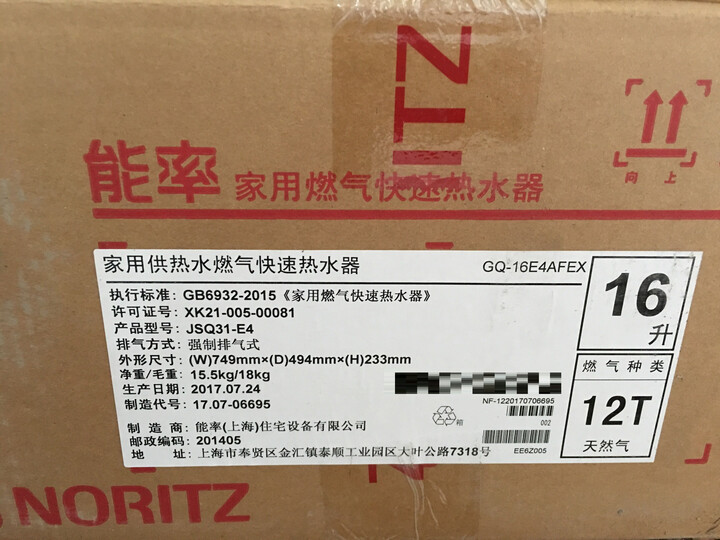 ITZ
能率 家用燃气快速热水器
向 上
家用供热水燃气快速热水器 GQ-16E4AFEX
执行标准: GB6932-2015《家用燃气快速热水器》
许可证号: XK21-005-00081
产品型号: JSQ31-E4
排气方式: 强制排气式
外形尺寸: (W)749mm×(D)494mm×(H)233mm
净重/毛重: 15.5kg/18kg
生产日期: 2017.07.24
制造代号: 17.07-06695
制 造 商: 能率(上海)住宅设备有限公司
邮政编码: 201405
地 址: 上海市奉贤区金汇镇泰顺工业园区大叶公路7318号
NF-1220170706695
箱
002
EE6Z005
16
升
燃 气 种 类
12T
天然气
NORITZ